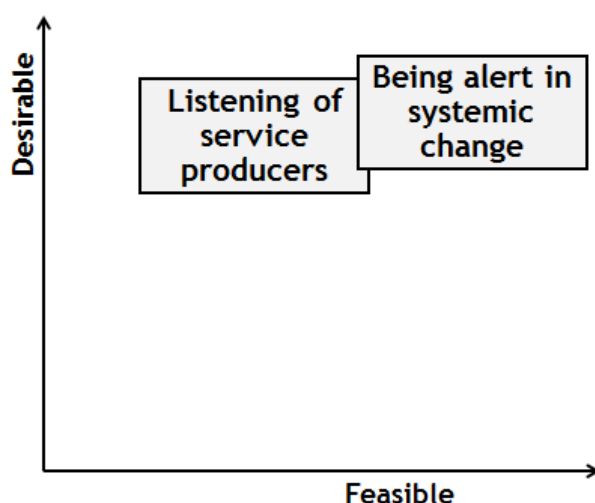 Desirable
Listening of
service
producers
Being alert in
systemic
change
Feasible